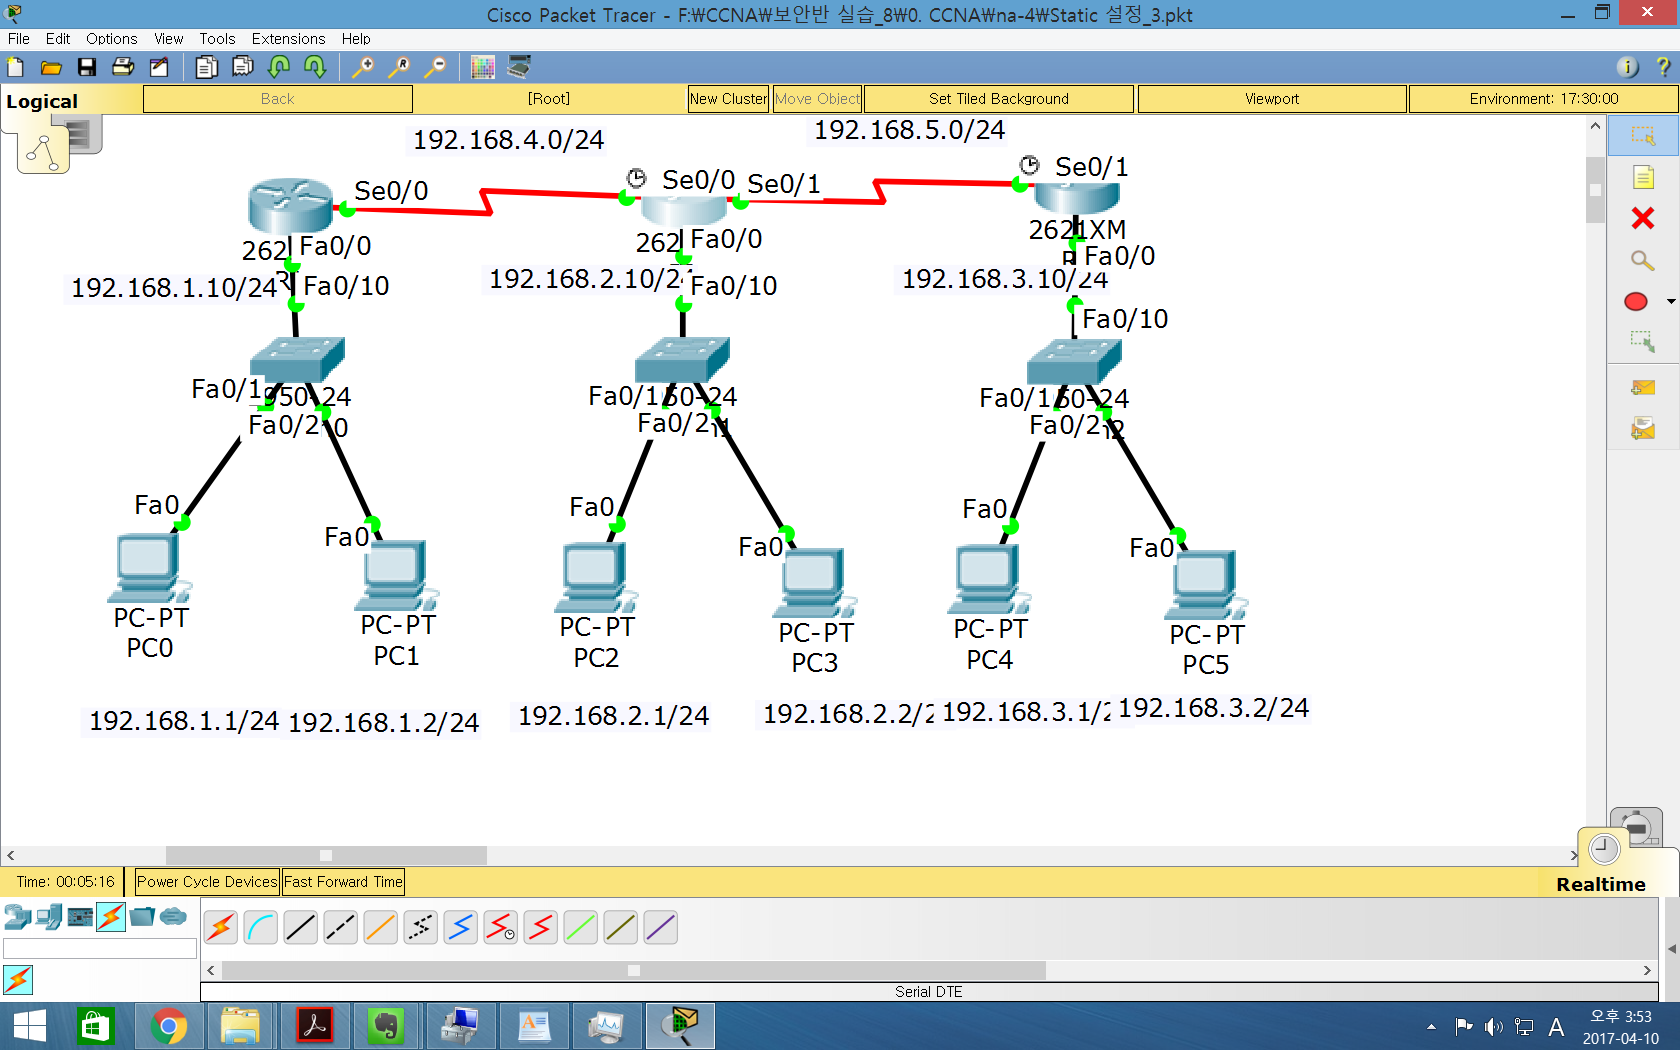 Cisco Packet Tracer - F:₩CCNA₩보안반 실습_8₩0. CCNA₩na-4₩Static 설정_3.pkt
File Edit Options View Tools Extensions Help
Logical
Back
[Root]
New Cluster
Move Object
Set Tiled Background
Viewport
Environment: 17:30:00
192.168.4.0/24
192.168.5.0/24
Se0/0
Se0/0
Se0/1
Se0/1
262
Fa0/0
262
Fa0/0
2621XM
Fa0/0
192.168.1.10/24
Fa0/10
192.168.2.10/24
Fa0/10
192.168.3.10/24
Fa0/10
Fa0/1
950-24
Fa0/2
0
Fa0/1
50-24
Fa0/2
1
Fa0/1
50-24
Fa0/2
2
Fa0
Fa0
Fa0
Fa0
Fa0
Fa0
PC-PT
PC0
PC-PT
PC1
PC-PT
PC2
PC-PT
PC3
PC-PT
PC4
PC-PT
PC5
192.168.1.1/24
192.168.1.2/24
192.168.2.1/24
192.168.2.2/2
192.168.3.1/2
192.168.3.2/24
Time: 00:05:16
Power Cycle Devices
Fast Forward Time
Realtime
Serial DTE
A
오후 3:53
2017-04-10